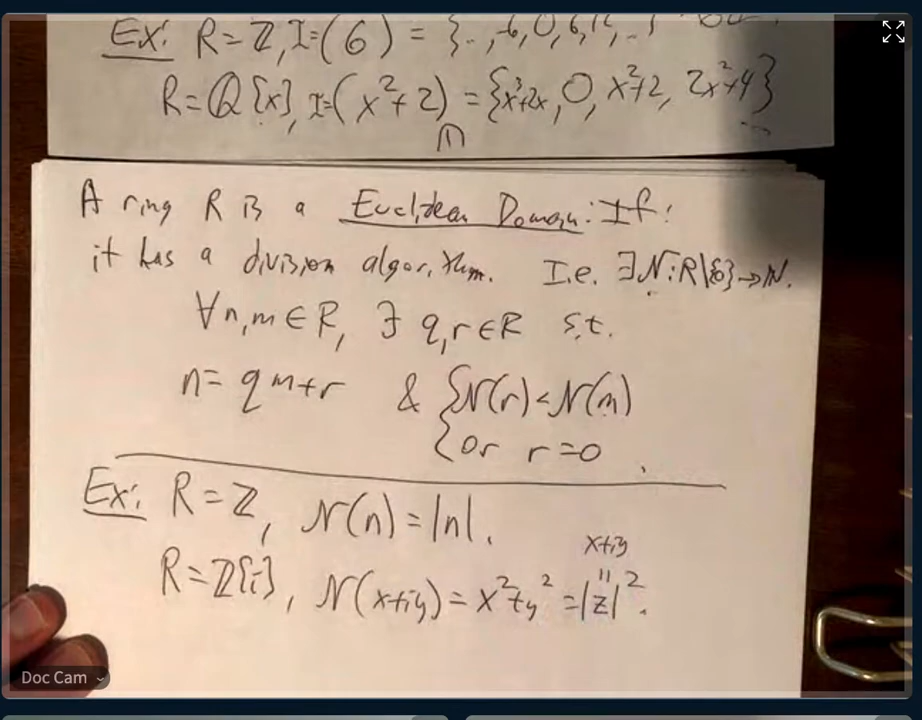 Ex: R=ℤ, I=(6) = {.., -6, 0, 6, 12, ..}
R=ℚ[x], I=(x²+2) = {x³+2x, 0, x²+2, 2x²+4}
A ring R is a Euclidean Domain: If:
it has a division algorithm. I.e. ∃N:R\{0}→ℕ.
∀n,m∈R, ∃ q,r∈R s.t.
n= qm+r & {N(r)<N(m)
{or r=0.
Ex: R=ℤ, N(n)=|n|.
x+iy
R=ℤ[i], N(x+iy)=x²+y²=|z|².
Doc Cam